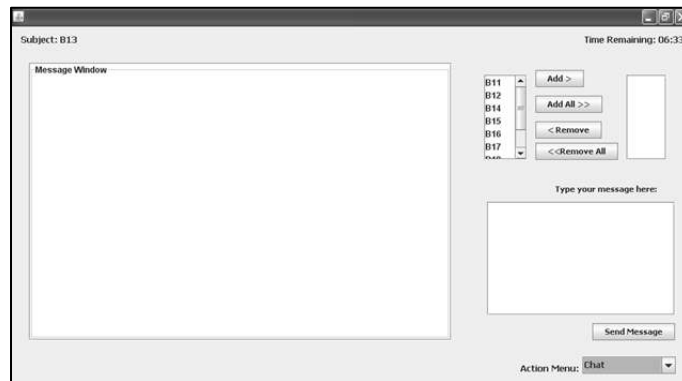 Subject: B13
Time Remaining: 06:33
Message Window
B11
B12
B14
B15
B16
B17
Add >
Add All >>
< Remove
<<Remove All
Type your message here:
Send Message
Action Menu: Chat